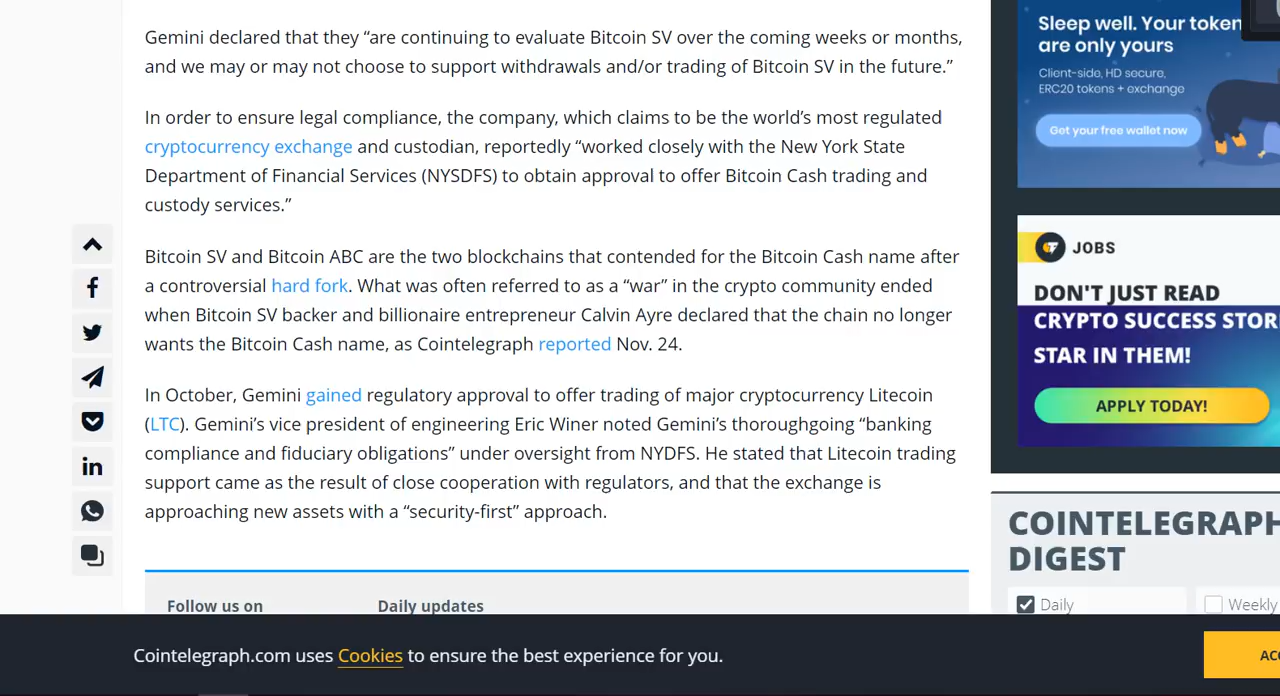 Gemini declared that they “are continuing to evaluate Bitcoin SV over the coming weeks or months,
and we may or may not choose to support withdrawals and/or trading of Bitcoin SV in the future.”
In order to ensure legal compliance, the company, which claims to be the world’s most regulated
cryptocurrency exchange and custodian, reportedly “worked closely with the New York State
Department of Financial Services (NYSDFS) to obtain approval to offer Bitcoin Cash trading and
custody services.”
Bitcoin SV and Bitcoin ABC are the two blockchains that contended for the Bitcoin Cash name after
a controversial hard fork. What was often referred to as a “war” in the crypto community ended
when Bitcoin SV backer and billionaire entrepreneur Calvin Ayre declared that the chain no longer
wants the Bitcoin Cash name, as Cointelegraph reported Nov. 24.
In October, Gemini gained regulatory approval to offer trading of major cryptocurrency Litecoin
(LTC). Gemini’s vice president of engineering Eric Winer noted Gemini’s thoroughgoing “banking
compliance and fiduciary obligations” under oversight from NYDFS. He stated that Litecoin trading
support came as the result of close cooperation with regulators, and that the exchange is
approaching new assets with a “security-first” approach.
Follow us on
Daily updates
Sleep well. Your token
are only yours
Client-side, HD secure,
ERC20 tokens + exchange
Get your free wallet now
JOBS
DON'T JUST READ
CRYPTO SUCCESS STOR
STAR IN THEM!
APPLY TODAY!
COINTELEGRAPH
DIGEST
Daily
Weekly
Cointelegraph.com uses Cookies to ensure the best experience for you.
AC